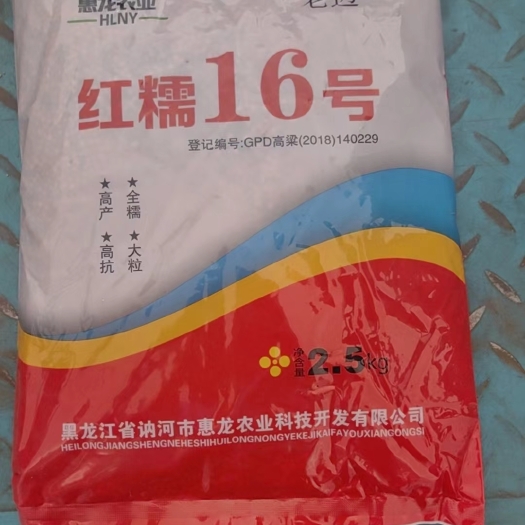 惠龙农业
HLNY
红糯16号
登记编号:GPD高粱(2018)140229
★高产 ★全糯
★高抗 ★大粒
净含量 2.5kg
黑龙江省讷河市惠龙农业科技开发有限公司
HEILONGJIANGSHENGNEHESHIHUILONGNONGYEKEJIKAIFAYOUXIANGONGSI